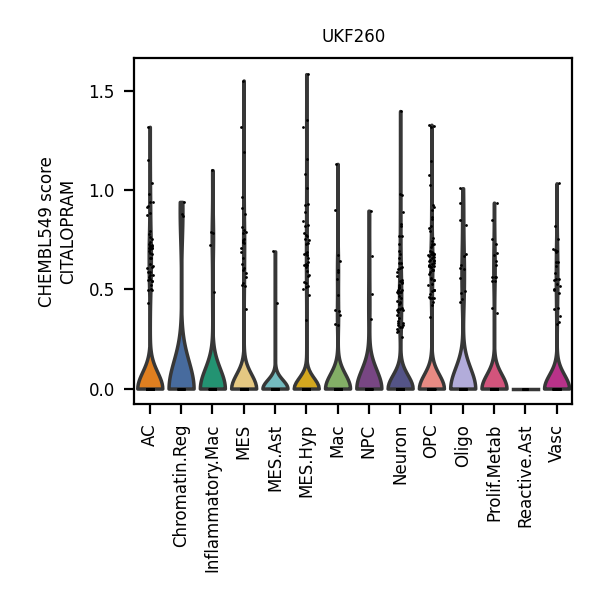 UKF260
CHEMBL549 score
CITALOPRAM
1.5
1.0
0.5
0.0
AC
Chromatin.Reg
Inflammatory.Mac
MES
MES.Ast
MES.Hyp
Mac
NPC
Neuron
OPC
Oligo
Prolif.Metab
Reactive.Ast
Vasc